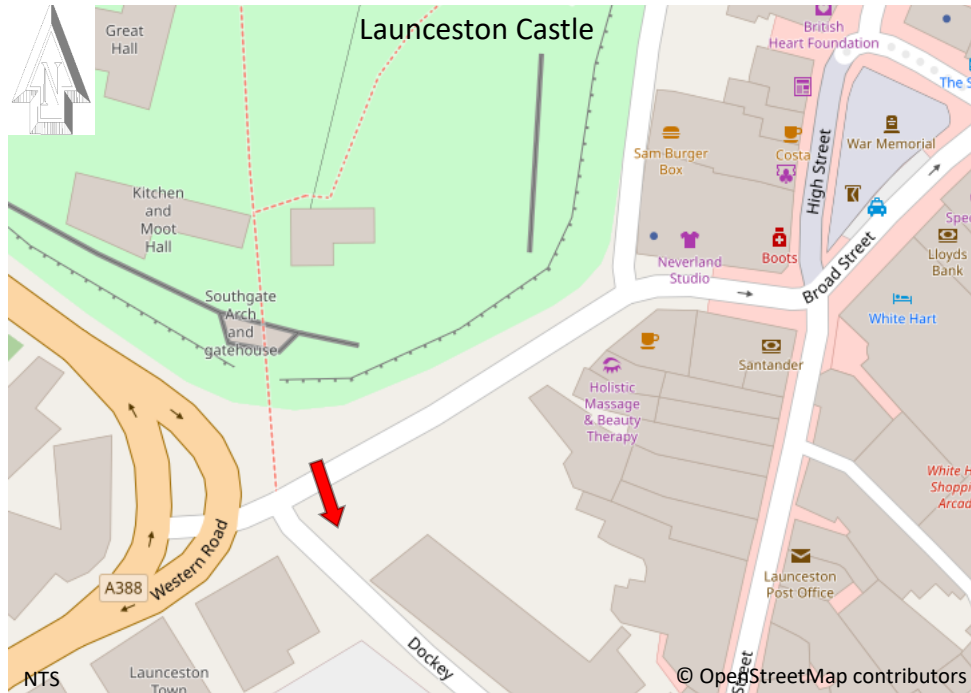 Launceston Castle
Great
Hall
N
British
Heart Foundation
The S
War Memorial
Sam Burger
Box
Costa
High Street
Kitchen
and
Moot
Hall
Spec
Lloyds
Bank
Boots
Neverland
Studio
Broad Street
White Hart
Southgate
Arch
and
gatehouse
Santander
Holistic
Massage
& Beauty
Therapy
White H
Shoppi
Arcad
Western Road
A388
Launceston
Post Office
Dockey
Street
Launceston
Town
NTS
© OpenStreetMap contributors